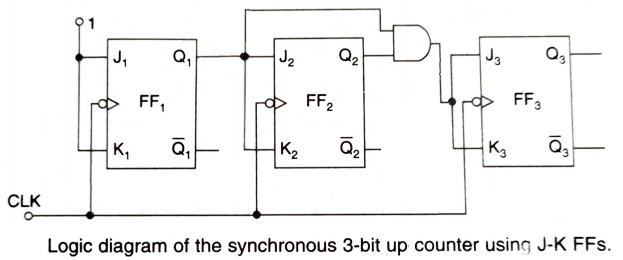 1
J₁ Q₁ J₂ Q₂ J₃ Q₃
FF₁ FF₂ FF₃
K₁ Q̅₁ K₂ Q̅₂ K₃ Q̅₃
CLK
Logic diagram of the synchronous 3-bit up counter using J-K FFs.